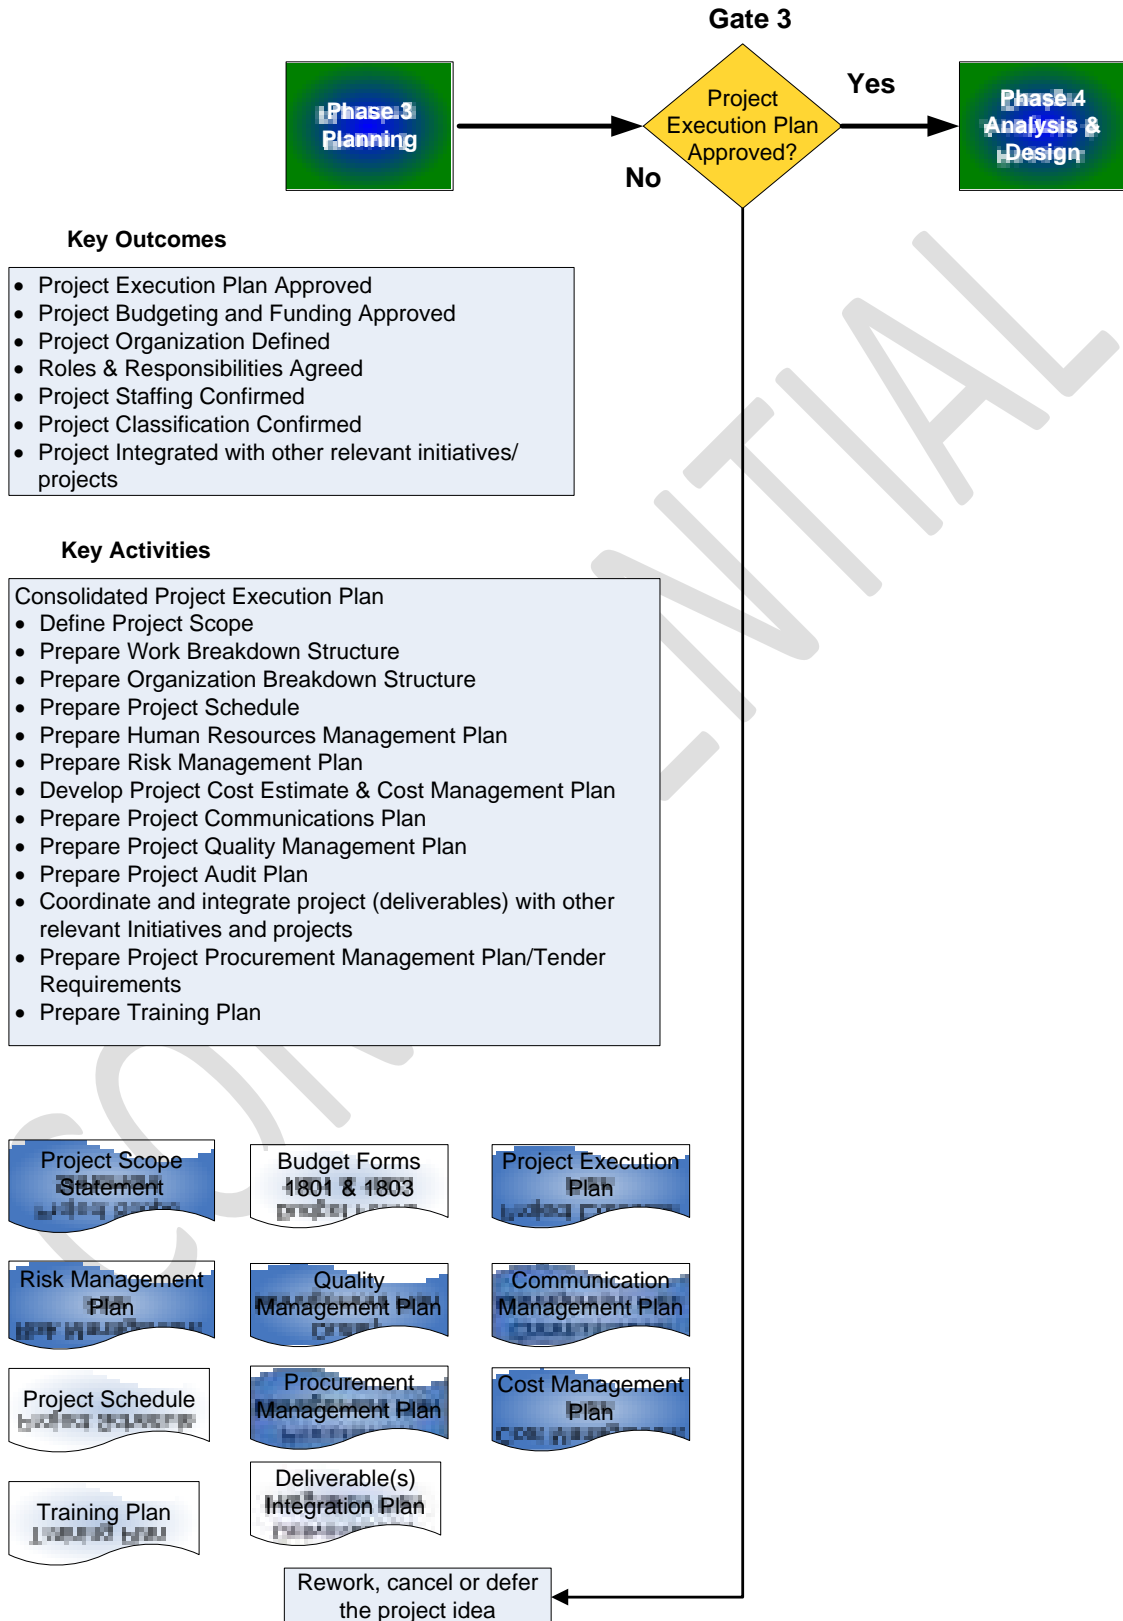 Gate 3
Phase 3
Planning
Project
Execution Plan
Approved?
Yes
No
Phase 4
Analysis &
Design
Key Outcomes
• Project Execution Plan Approved
• Project Budgeting and Funding Approved
• Project Organization Defined
• Roles & Responsibilities Agreed
• Project Staffing Confirmed
• Project Classification Confirmed
• Project Integrated with other relevant initiatives/
projects
Key Activities
Consolidated Project Execution Plan
• Define Project Scope
• Prepare Work Breakdown Structure
• Prepare Organization Breakdown Structure
• Prepare Project Schedule
• Prepare Human Resources Management Plan
• Prepare Risk Management Plan
• Develop Project Cost Estimate & Cost Management Plan
• Prepare Project Communications Plan
• Prepare Project Quality Management Plan
• Prepare Project Audit Plan
• Coordinate and integrate project (deliverables) with other
relevant Initiatives and projects
• Prepare Project Procurement Management Plan/Tender
Requirements
• Prepare Training Plan
Project Scope
Statement
Budget Forms
1801 & 1803
Project Execution
Plan
Risk Management
Plan
Quality
Management Plan
Communication
Management Plan
Project Schedule
Procurement
Management Plan
Cost Management
Plan
Training Plan
Deliverable(s)
Integration Plan
Rework, cancel or defer
the project idea